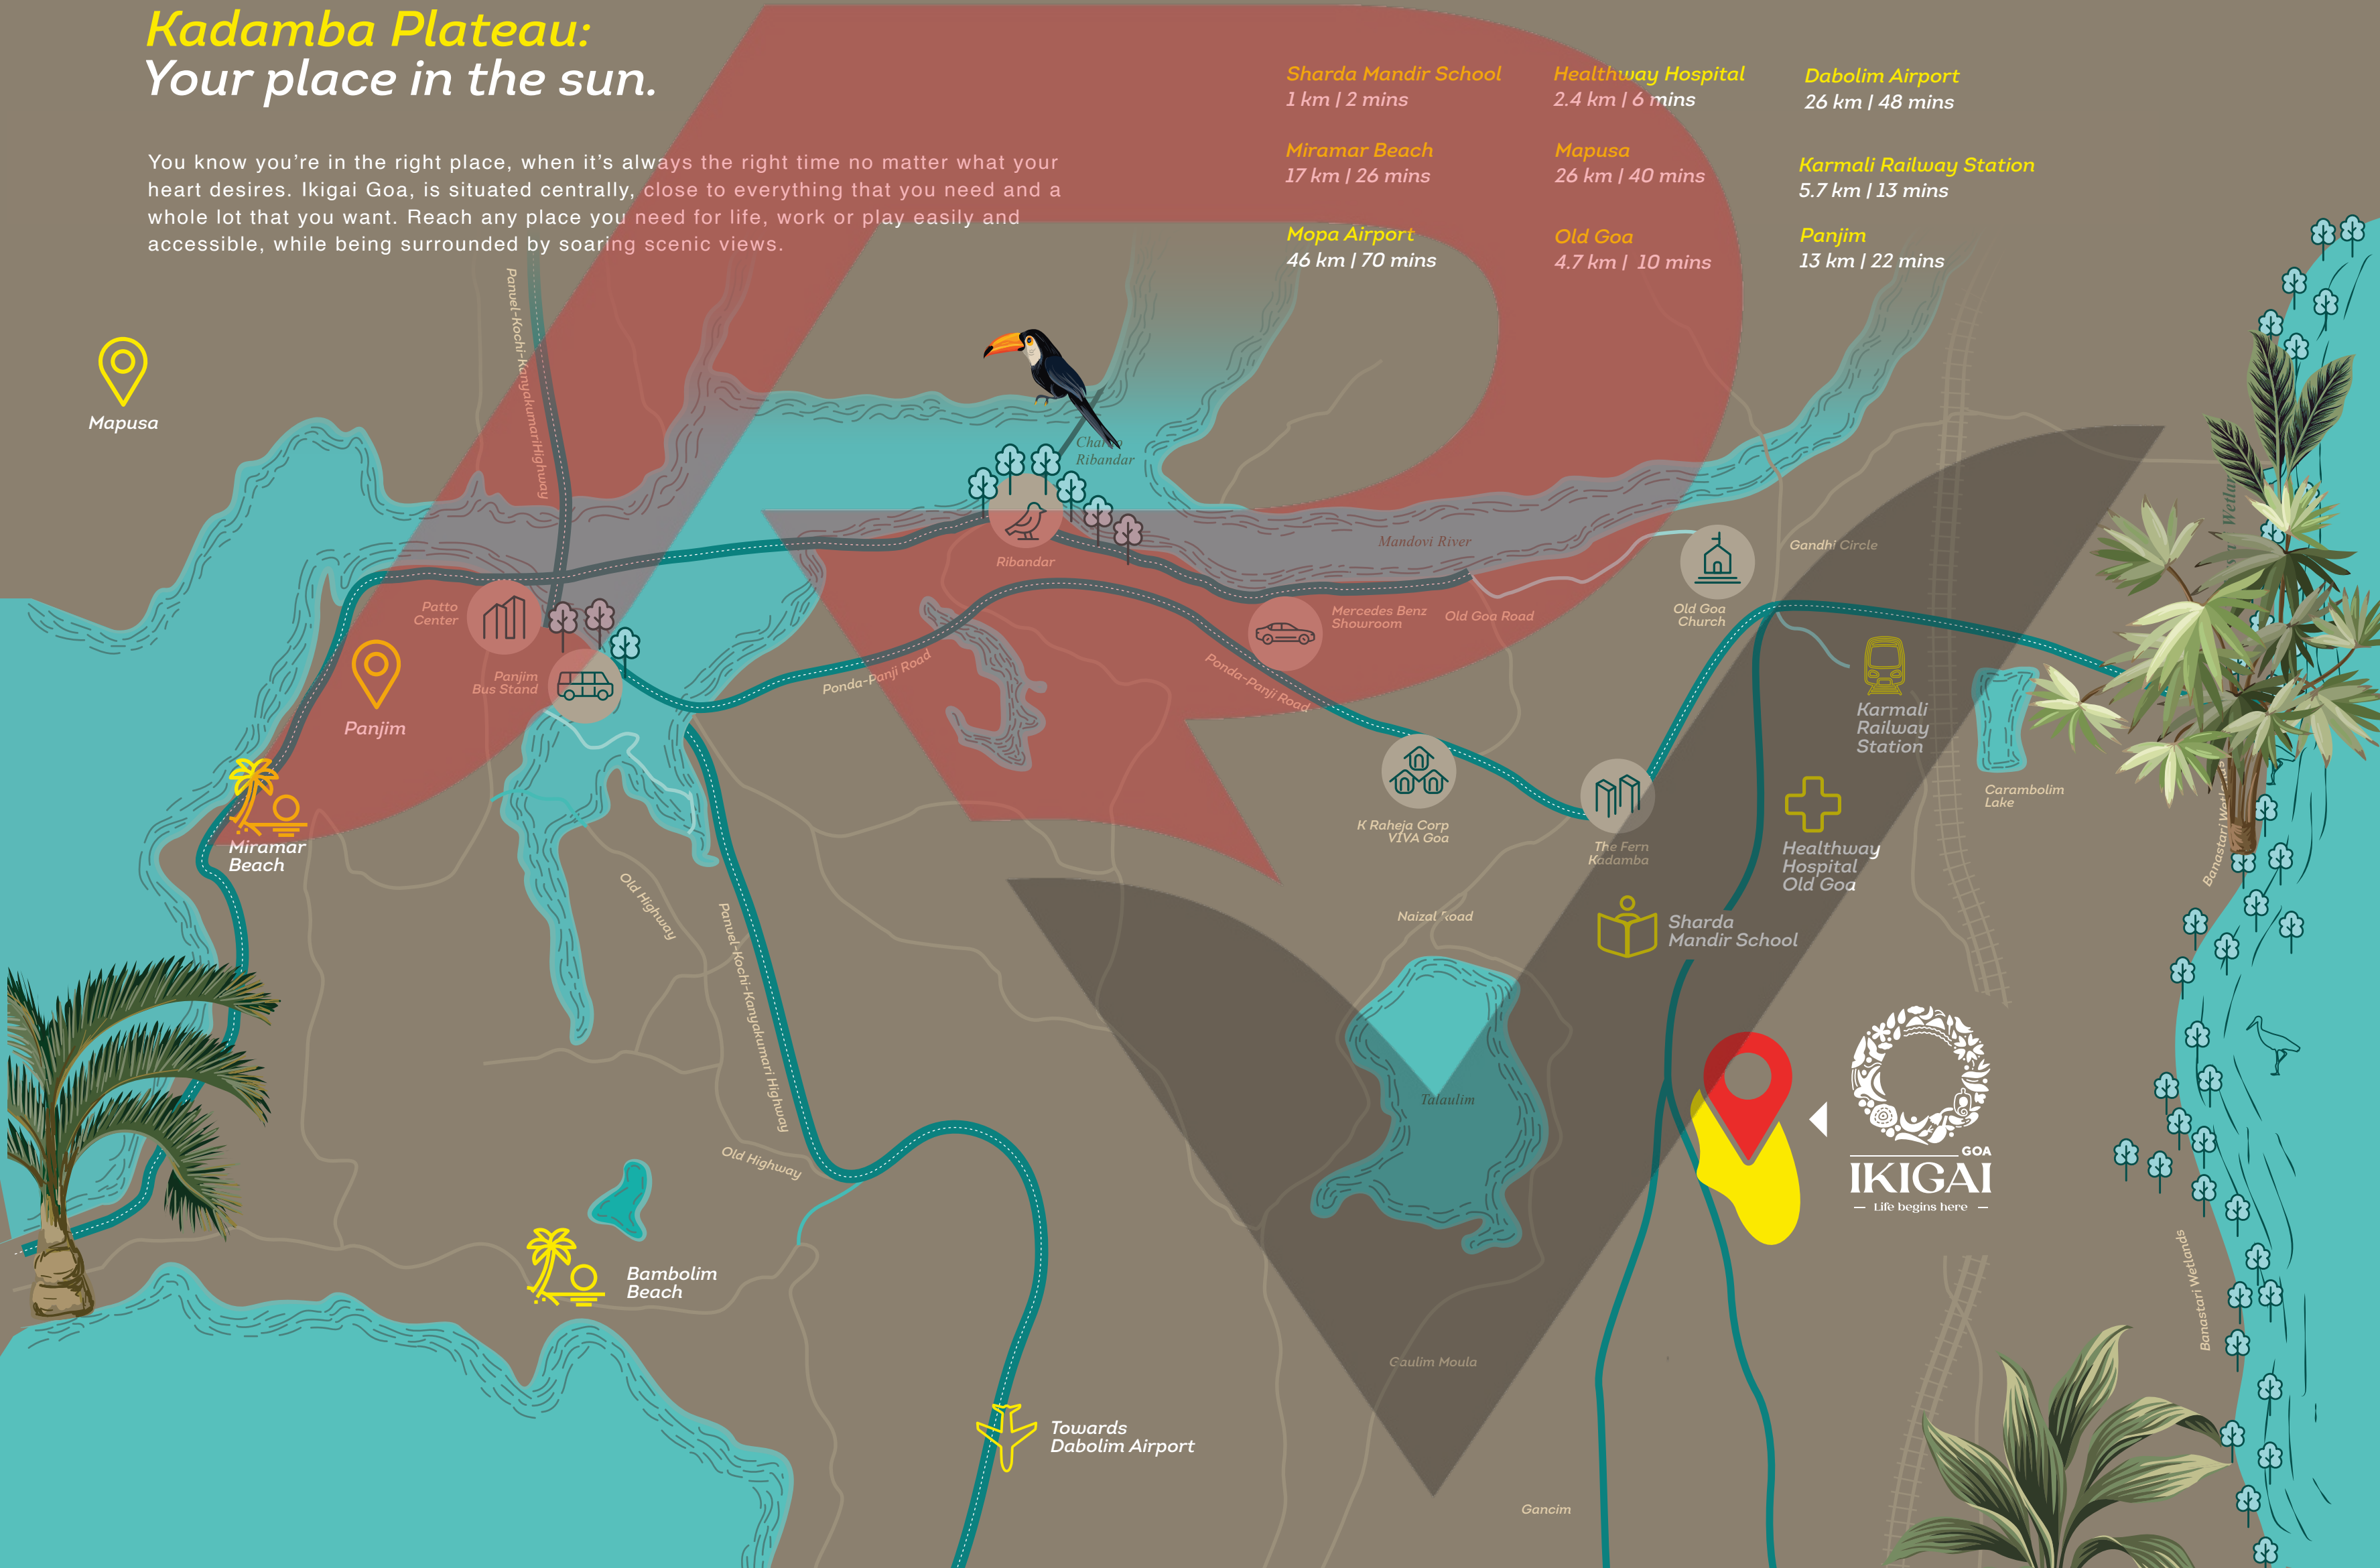 Kadamba Plateau:
Your place in the sun.
You know you're in the right place, when it's always the right time no matter what your
heart desires. Ikigai Goa, is situated centrally, close to everything that you need and a
whole lot that you want. Reach any place you need for life, work or play easily and
accessible, while being surrounded by soaring scenic views.
Sharda Mandir School
1 km | 2 mins
Healthway Hospital
2.4 km | 6 mins
Dabolim Airport
26 km | 48 mins
Miramar Beach
17 km | 26 mins
Mapusa
26 km | 40 mins
Karmali Railway Station
5.7 km | 13 mins
Mopa Airport
46 km | 70 mins
Old Goa
4.7 km | 10 mins
Panjim
13 km | 22 mins
Mapusa
Panvel-Kochi-KanyakumariHighway
Ribandar
Ribandar
Mandovi River
Gandhi Circle
Patto
Center
Panjim
Bus Stand
Panjim
Mercedes Benz
Showroom
Old Goa Road
Old Goa
Church
Ponda-Panji Road
Ponda-Panji Road
Karmali
Railway
Station
Carambolim
Lake
Miramar
Beach
K Raheja Corp
VIVA Goa
The Fern
Kadamba
Healthway
Hospital
Old Goa
Old Highway
Panvel-Kochi-Kanyakumari Highway
Naizal Road
Sharda
Mandir School
Talaulim
GOA
IKIGAI
Life begins here
Old Highway
Bambolim
Beach
Banastari Wetlands
Gaulim Moula
Towards
Dabolim Airport
Gancim